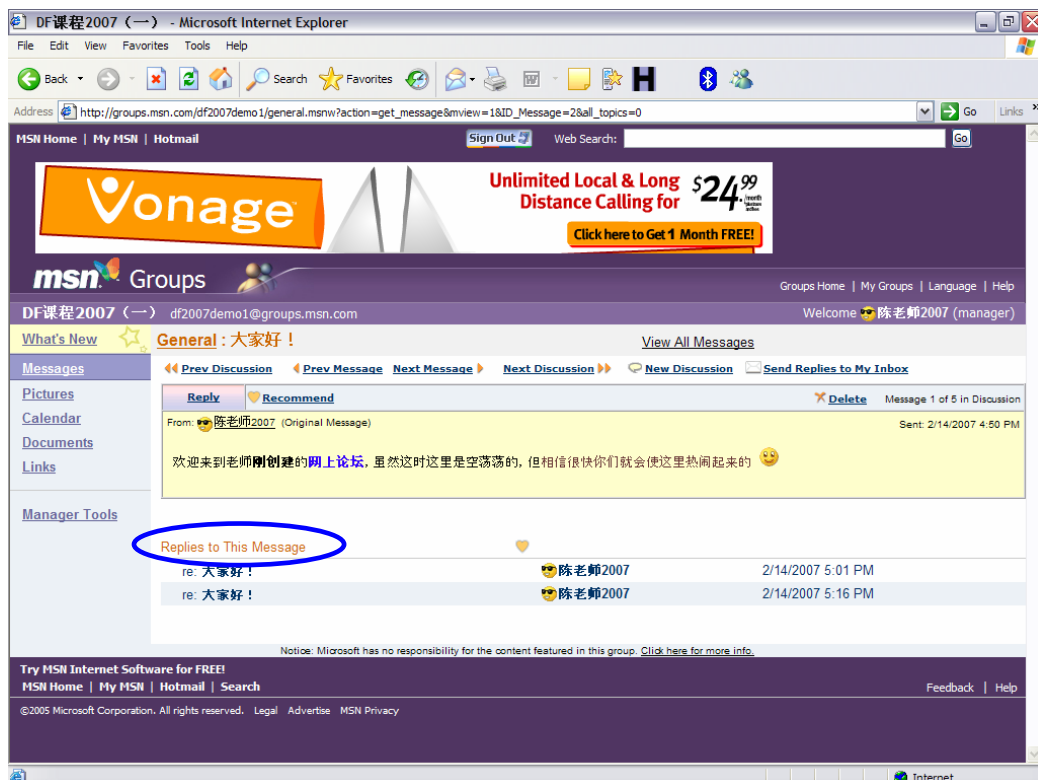 DF课程2007（一） - Microsoft Internet Explorer
File Edit View Favorites Tools Help
Back Search Favorites
Address http://groups.msn.com/df2007demo1/general.msnw?action=get_message&mview=1&ID_Message=2&all_topics=0 Go Links »
MSN Home | My MSN | Hotmail Sign Out Web Search: Go
Vonage
Unlimited Local & Long
Distance Calling for $24.99
Click here to Get 1 Month FREE!
msn Groups
Groups Home | My Groups | Language | Help
DF课程2007（一） df2007demo1@groups.msn.com Welcome 陈老师2007 (manager)
What's New
General : 大家好！ View All Messages
Messages
Prev Discussion Prev Message Next Message Next Discussion New Discussion Send Replies to My Inbox
Pictures
Calendar
Documents
Links
Manager Tools
Reply Recommend Delete Message 1 of 5 in Discussion
From: 陈老师2007 (Original Message) Sent: 2/14/2007 4:50 PM
欢迎来到老师刚创建的网上论坛, 虽然这时这里是空荡荡的, 但相信很快你们就会使这里热闹起来的
Replies to This Message
re: 大家好！ 陈老师2007 2/14/2007 5:01 PM
re: 大家好！ 陈老师2007 2/14/2007 5:16 PM
Notice: Microsoft has no responsibility for the content featured in this group. Click here for more info.
Try MSN Internet Software for FREE!
MSN Home | My MSN | Hotmail | Search Feedback | Help
©2005 Microsoft Corporation. All rights reserved. Legal Advertise MSN Privacy
Internet